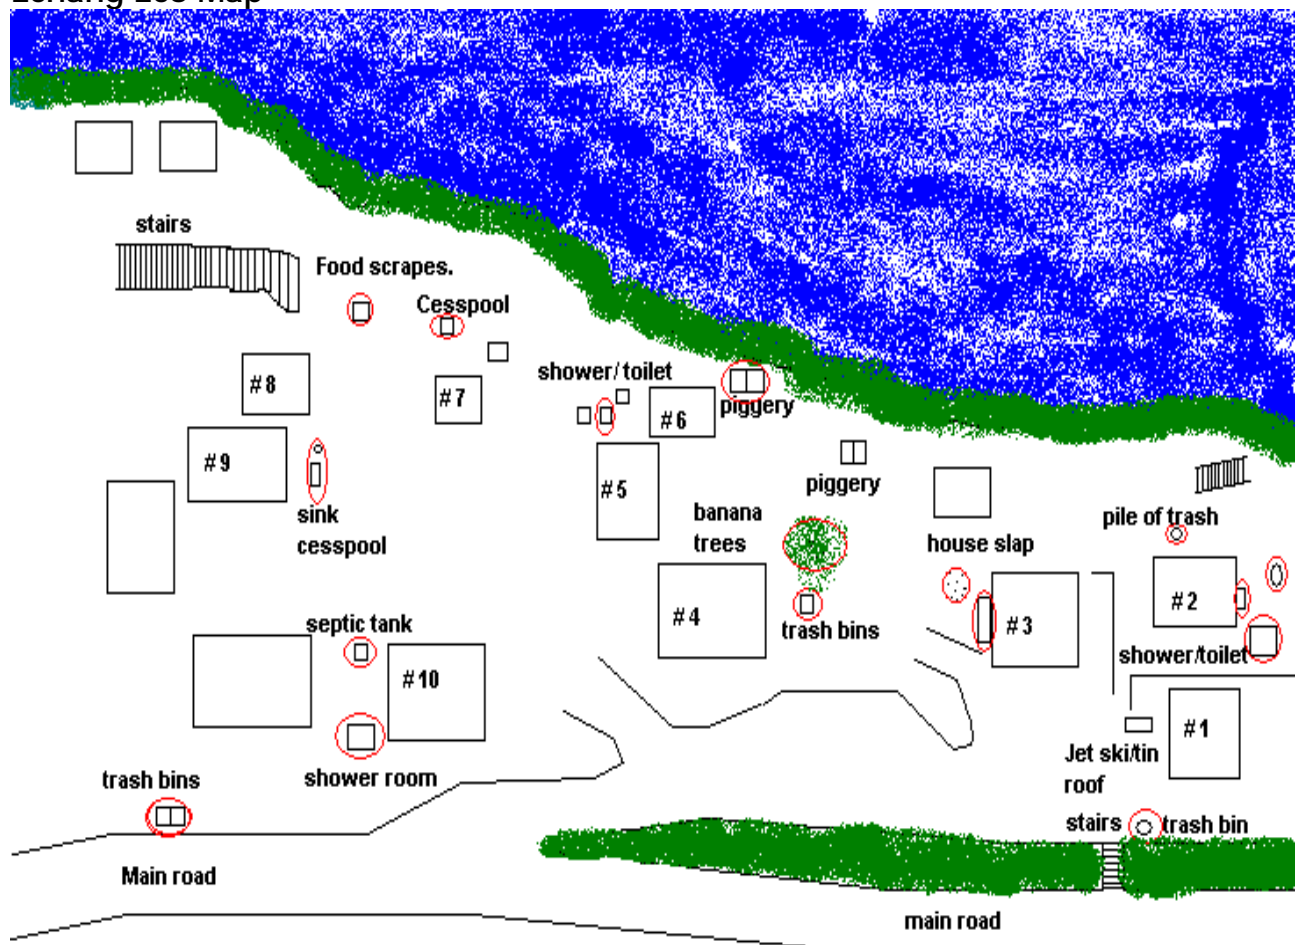 stairs
Food scrapes.
Cesspool
#8
#7
shower/ toilet
#6
piggery
#9
#5
piggery
sink
cesspool
banana
trees
house slap
pile of trash
#4
trash bins
#3
#2
septic tank
shower/toilet
#10
#1
Jet ski/tin
roof
trash bins
shower room
stairs
trash bin
Main road
main road